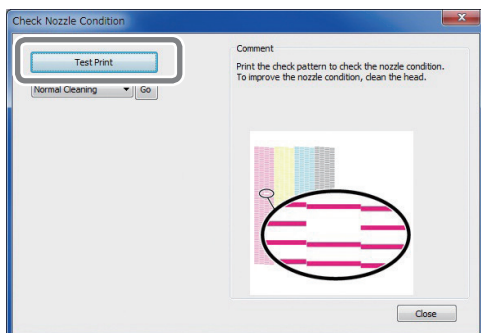 Check Nozzle Condition
Test Print
Normal Cleaning
Go
Comment
Print the check pattern to check the nozzle condition.
To improve the nozzle condition, clean the head.
Close